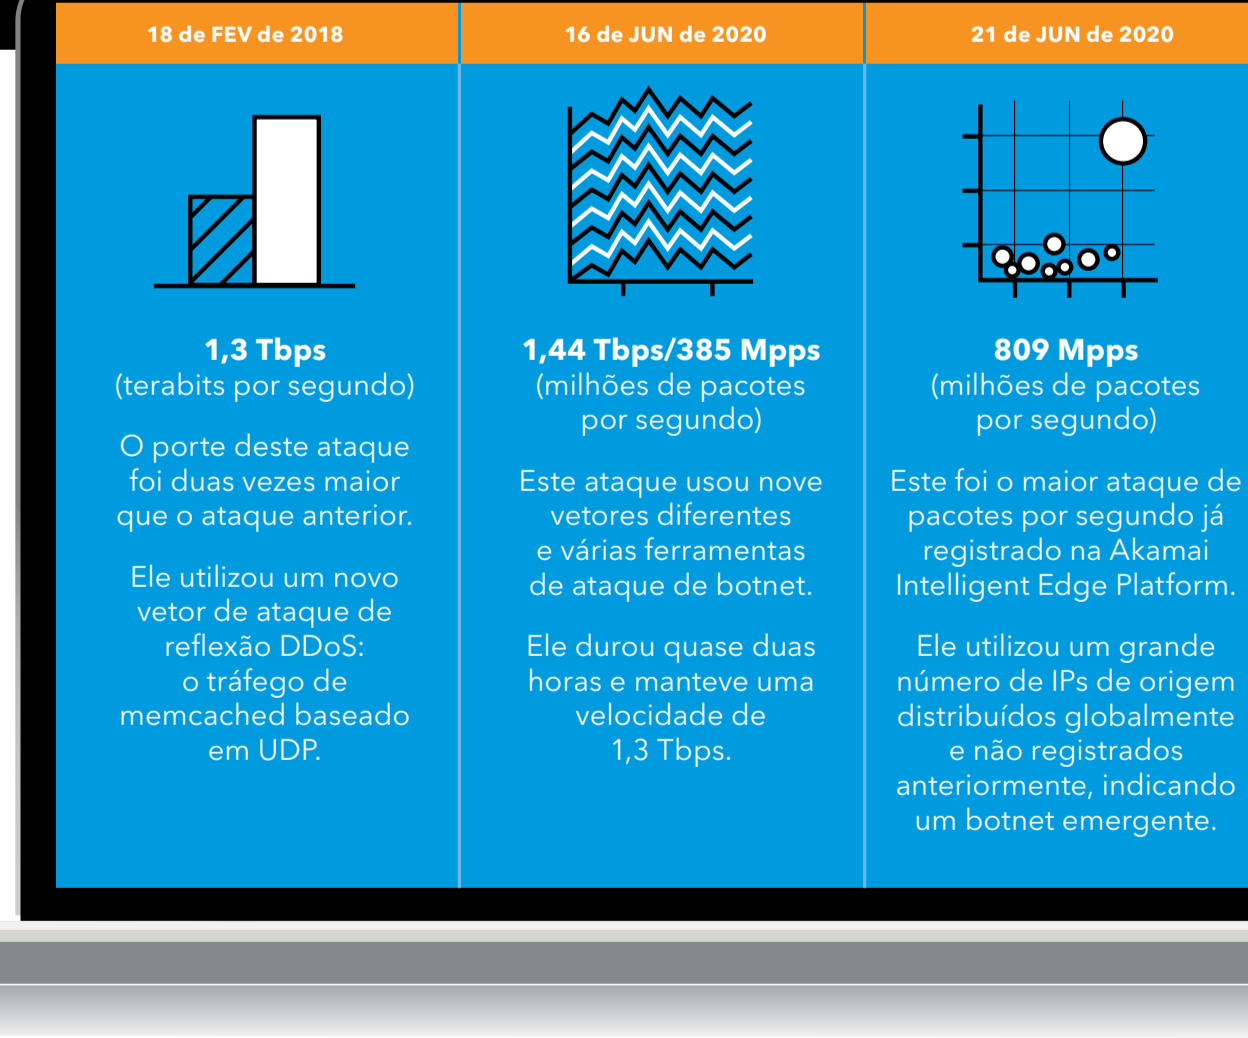 18 de FEV de 2018
1,3 Tbps
(terabits por segundo)
O porte deste ataque
foi duas vezes maior
que o ataque anterior.
Ele utilizou um novo
vetor de ataque de
reflexão DDoS:
o tráfego de
memcached baseado
em UDP.
16 de JUN de 2020
1,44 Tbps/385 Mpps
(milhões de pacotes
por segundo)
Este ataque usou nove
vetores diferentes
e várias ferramentas
de ataque de botnet.
Ele durou quase duas
horas e manteve uma
velocidade de
1,3 Tbps.
21 de JUN de 2020
809 Mpps
(milhões de pacotes
por segundo)
Este foi o maior ataque de
pacotes por segundo já
registrado na Akamai
Intelligent Edge Platform.
Ele utilizou um grande
número de IPs de origem
distribuídos globalmente
e não registrados
anteriormente, indicando
um botnet emergente.